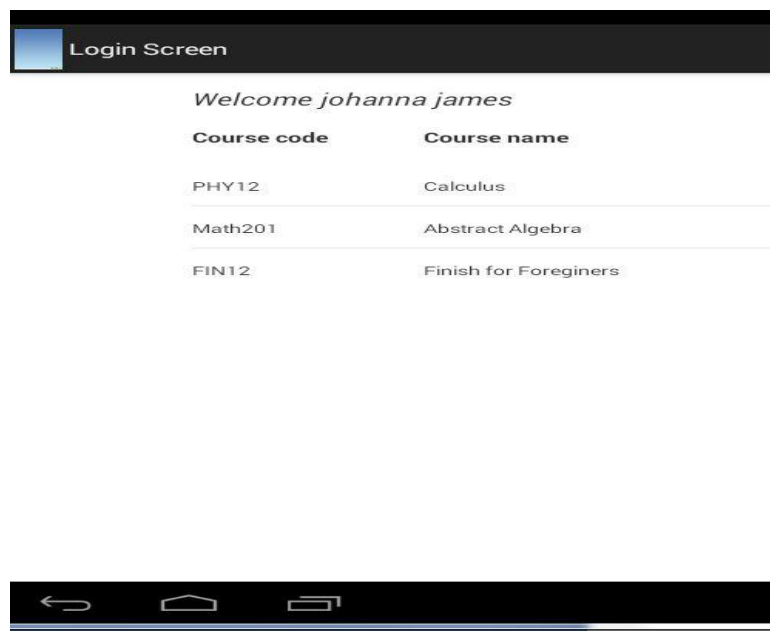 Login Screen
Welcome johanna james
Course code Course name
PHY12 Calculus
Math201 Abstract Algebra
FIN12 Finish for Foreginers